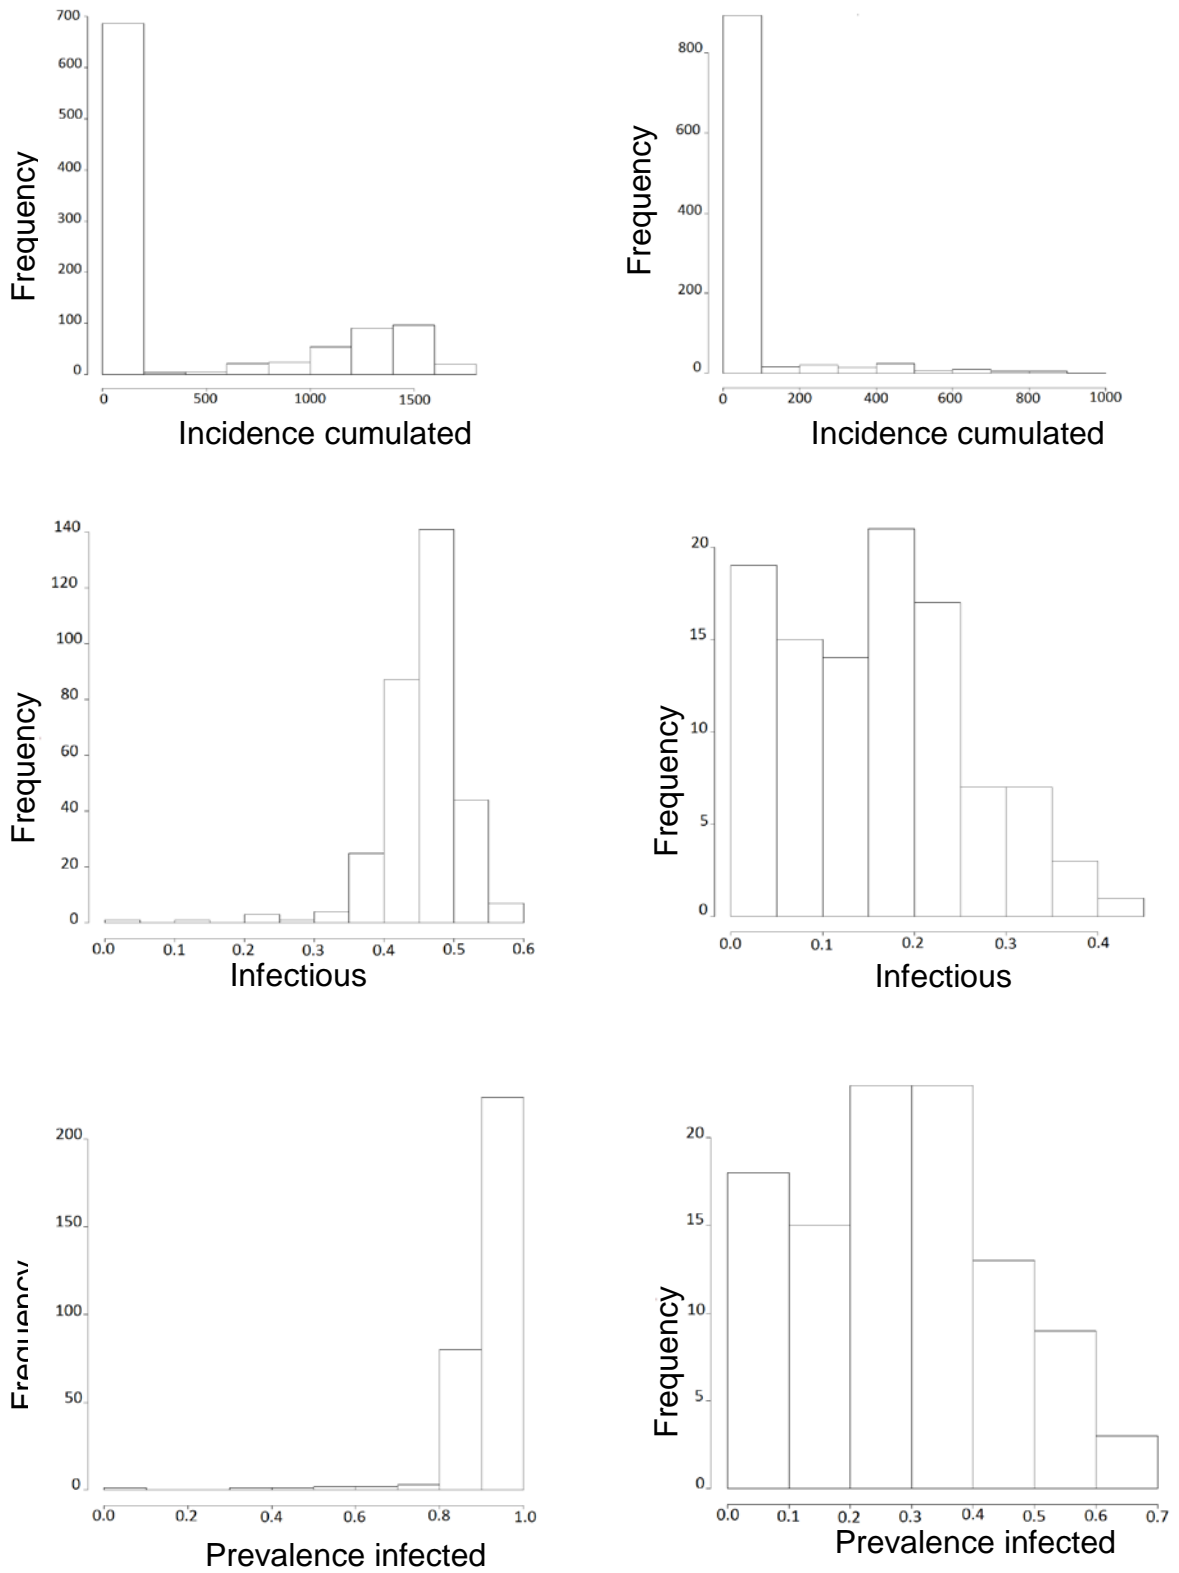 700
600
500
400
300
200
100
0
Frequency
0 500 1000 1500
Incidence cumulated
800
600
400
200
0
Frequency
0 200 400 600 800 1000
Incidence cumulated
140
120
100
80
60
40
20
0
Frequency
0.0 0.1 0.2 0.3 0.4 0.5 0.6
Infectious
20
15
10
5
0
Frequency
0.0 0.1 0.2 0.3 0.4
Infectious
200
150
100
50
0
Frequency
0.0 0.2 0.4 0.6 0.8 1.0
Prevalence infected
20
15
10
5
0
Frequency
0.0 0.1 0.2 0.3 0.4 0.5 0.6 0.7
Prevalence infected